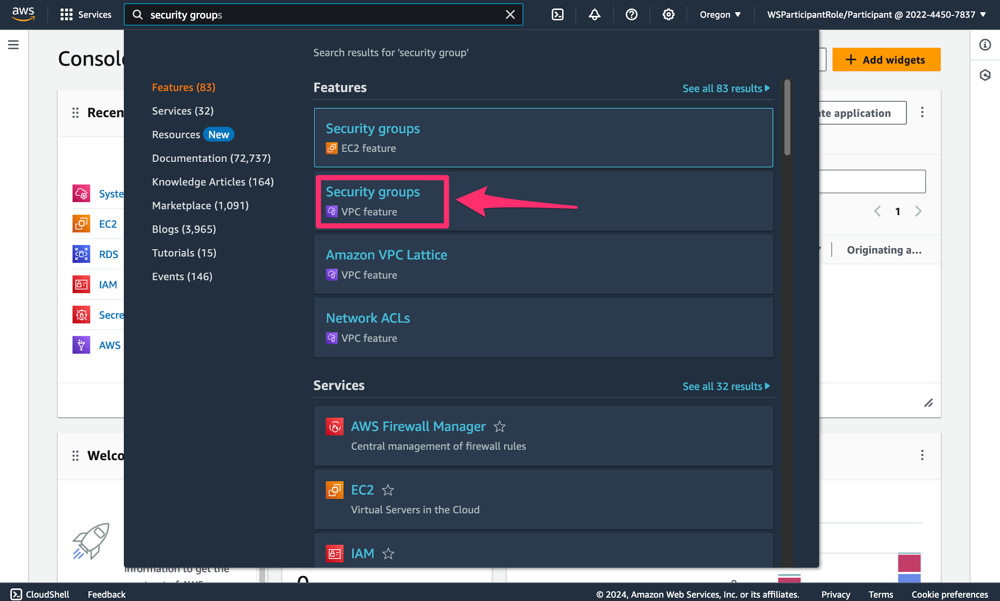 aws
Services
security groups
Oregon
WSParticipantRole/Participant @ 2022-4450-7837
Consol
Add widgets
Search results for 'security group'
Features (83)
Services (32)
Resources New
Documentation (72,737)
Knowledge Articles (164)
Marketplace (1,091)
Blogs (3,965)
Tutorials (15)
Events (146)
Features
See all 83 results
Security groups
EC2 feature
Security groups
VPC feature
Amazon VPC Lattice
VPC feature
Network ACLs
VPC feature
Services
See all 32 results
AWS Firewall Manager
Central management of firewall rules
EC2
Virtual Servers in the Cloud
IAM
Recen
te application
Syste
EC2
RDS
IAM
Secre
AWS
1
Originating a...
Welco
information to get the
CloudShell
Feedback
© 2024, Amazon Web Services, Inc. or its affiliates.
Privacy
Terms
Cookie preferences